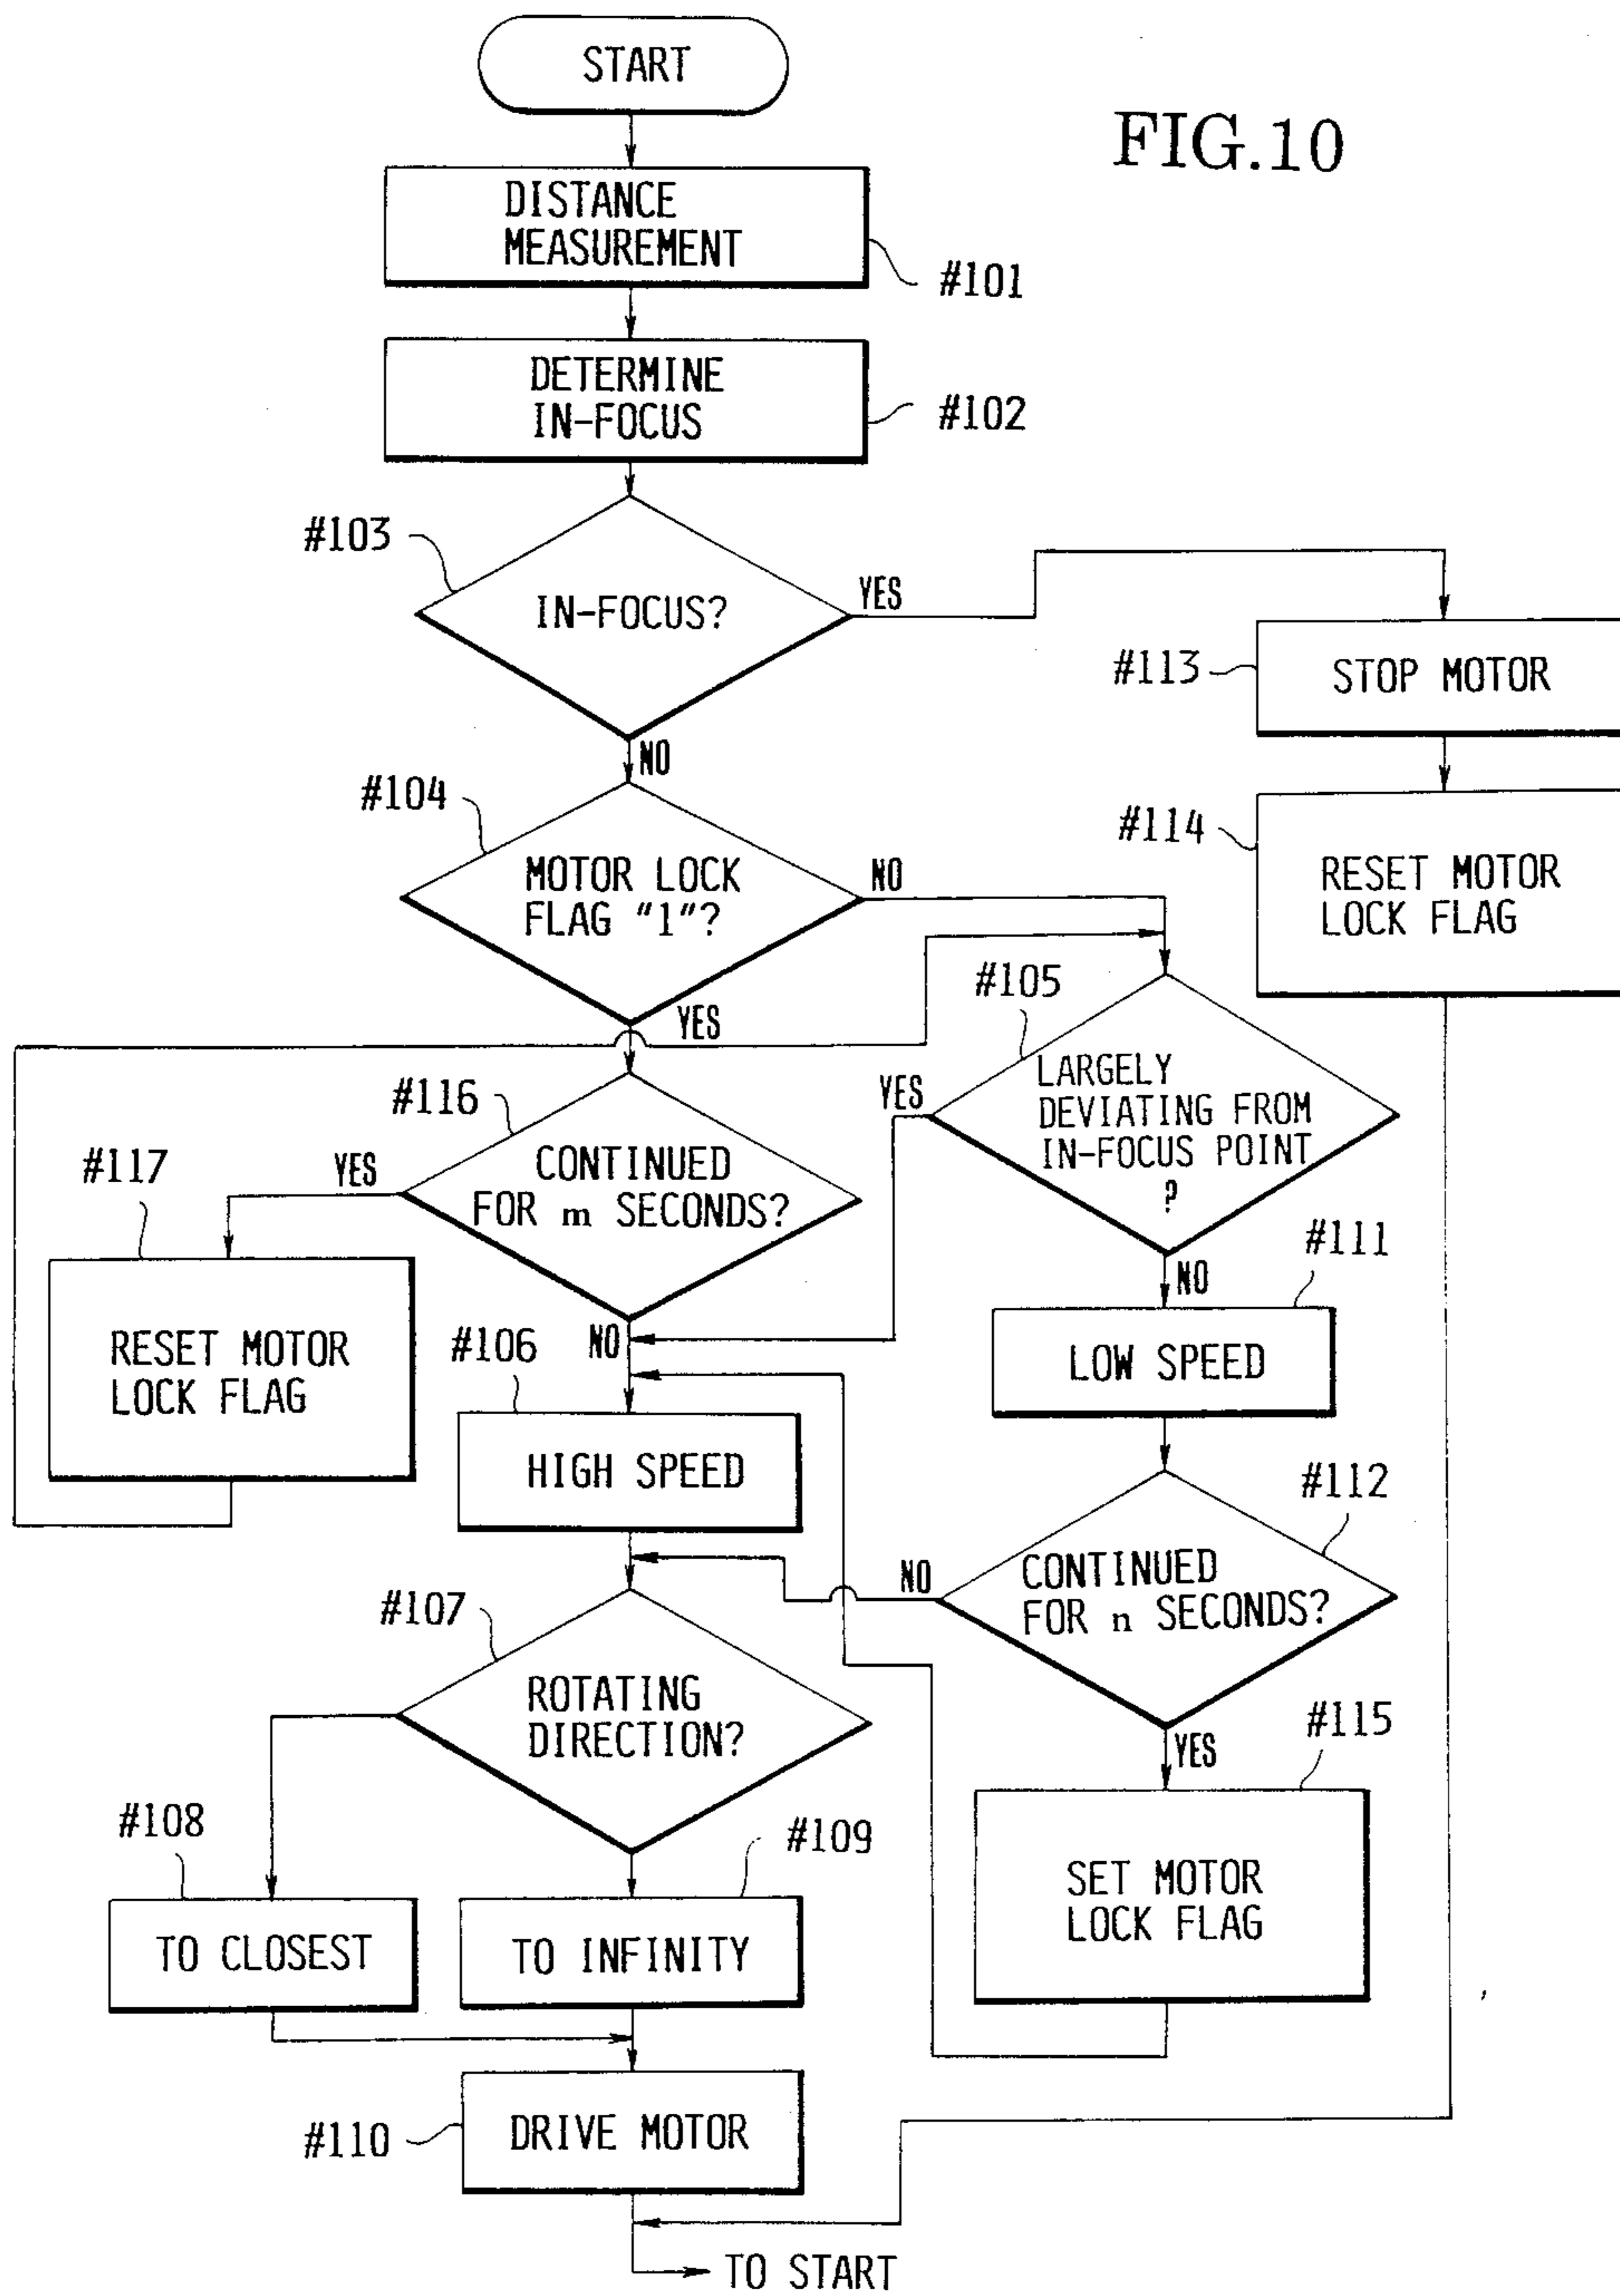 START
FIG.10
DISTANCE
MEASUREMENT
#101
DETERMINE
IN-FOCUS
#102
#103
IN-FOCUS?
YES
#113
STOP MOTOR
NO
#104
MOTOR LOCK
FLAG "1"?
NO
#114
RESET MOTOR
LOCK FLAG
YES
#105
LARGELY
DEVIATING FROM
IN-FOCUS POINT
?
YES
#116
CONTINUED
FOR m SECONDS?
YES
#117
RESET MOTOR
LOCK FLAG
NO
#111
LOW SPEED
NO
#106
HIGH SPEED
#112
CONTINUED
FOR n SECONDS?
NO
#107
ROTATING
DIRECTION?
YES
#115
SET MOTOR
LOCK FLAG
#108
TO CLOSEST
#109
TO INFINITY
#110
DRIVE MOTOR
TO START